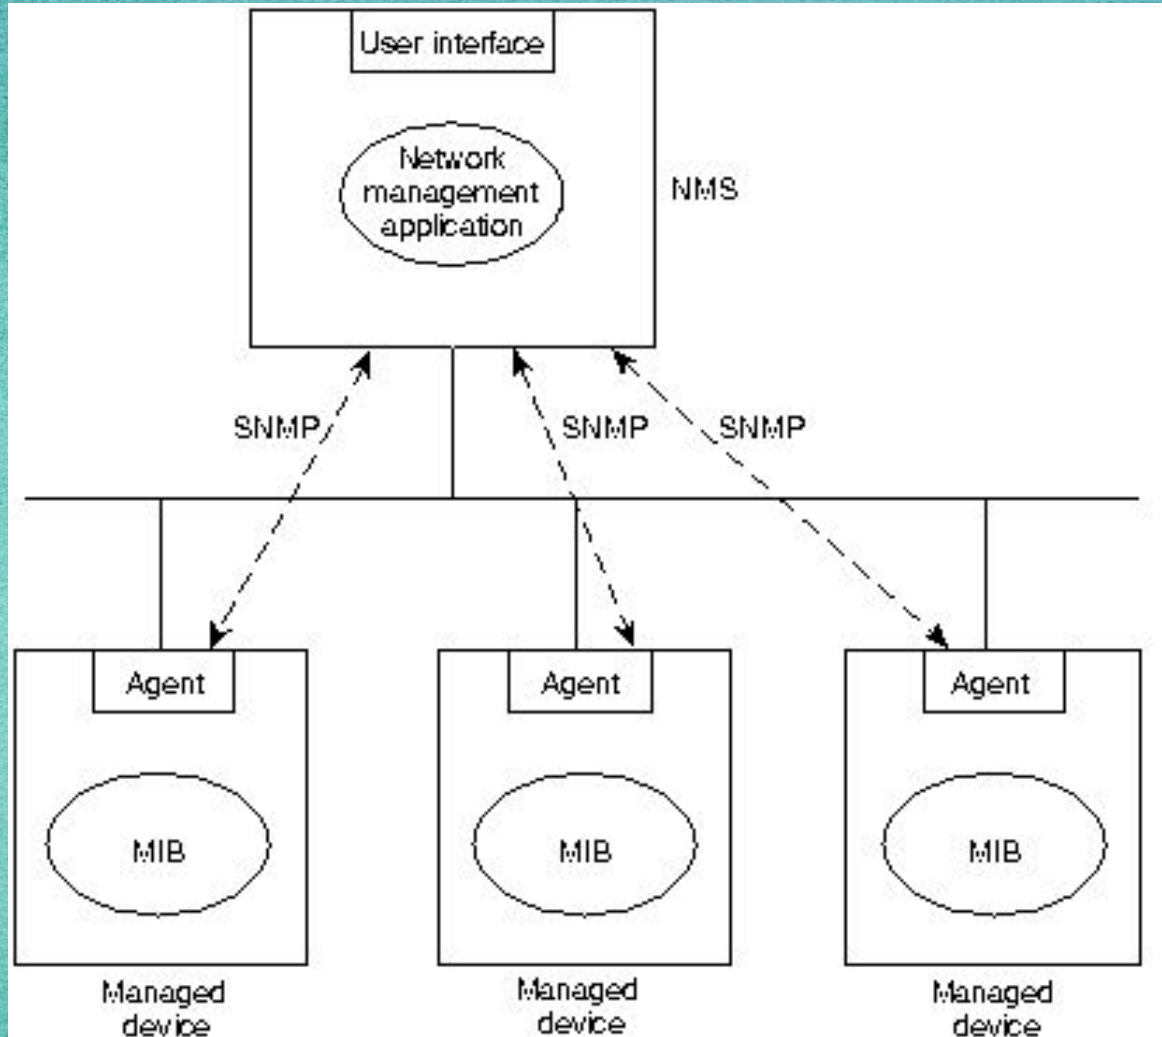 User interface
Network
management
application
NMS
SNMP
SNMP
SNMP
Agent
Agent
Agent
MIB
MIB
MIB
Managed
device
Managed
device
Managed
device